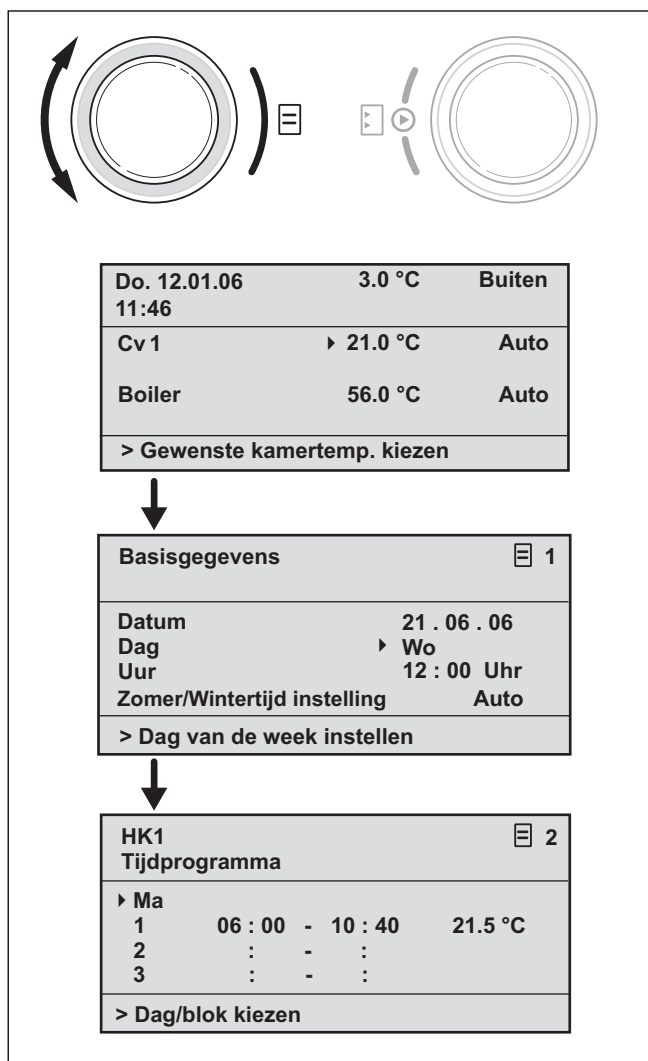 Do. 12.01.06 3.0 °C Buiten
11:46
Cv 1 21.0 °C Auto
Boiler 56.0 °C Auto
> Gewenste kamertemp. kiezen
Basisgegevens 1
Datum 21 . 06 . 06
Dag Wo
Uur 12 : 00 Uhr
Zomer/Wintertijd instelling Auto
> Dag van de week instellen
HK1 2
Tijdprogramma
Ma
1 06 : 00 - 10 : 40 21.5 °C
2 : - :
3 : - :
> Dag/blok kiezen